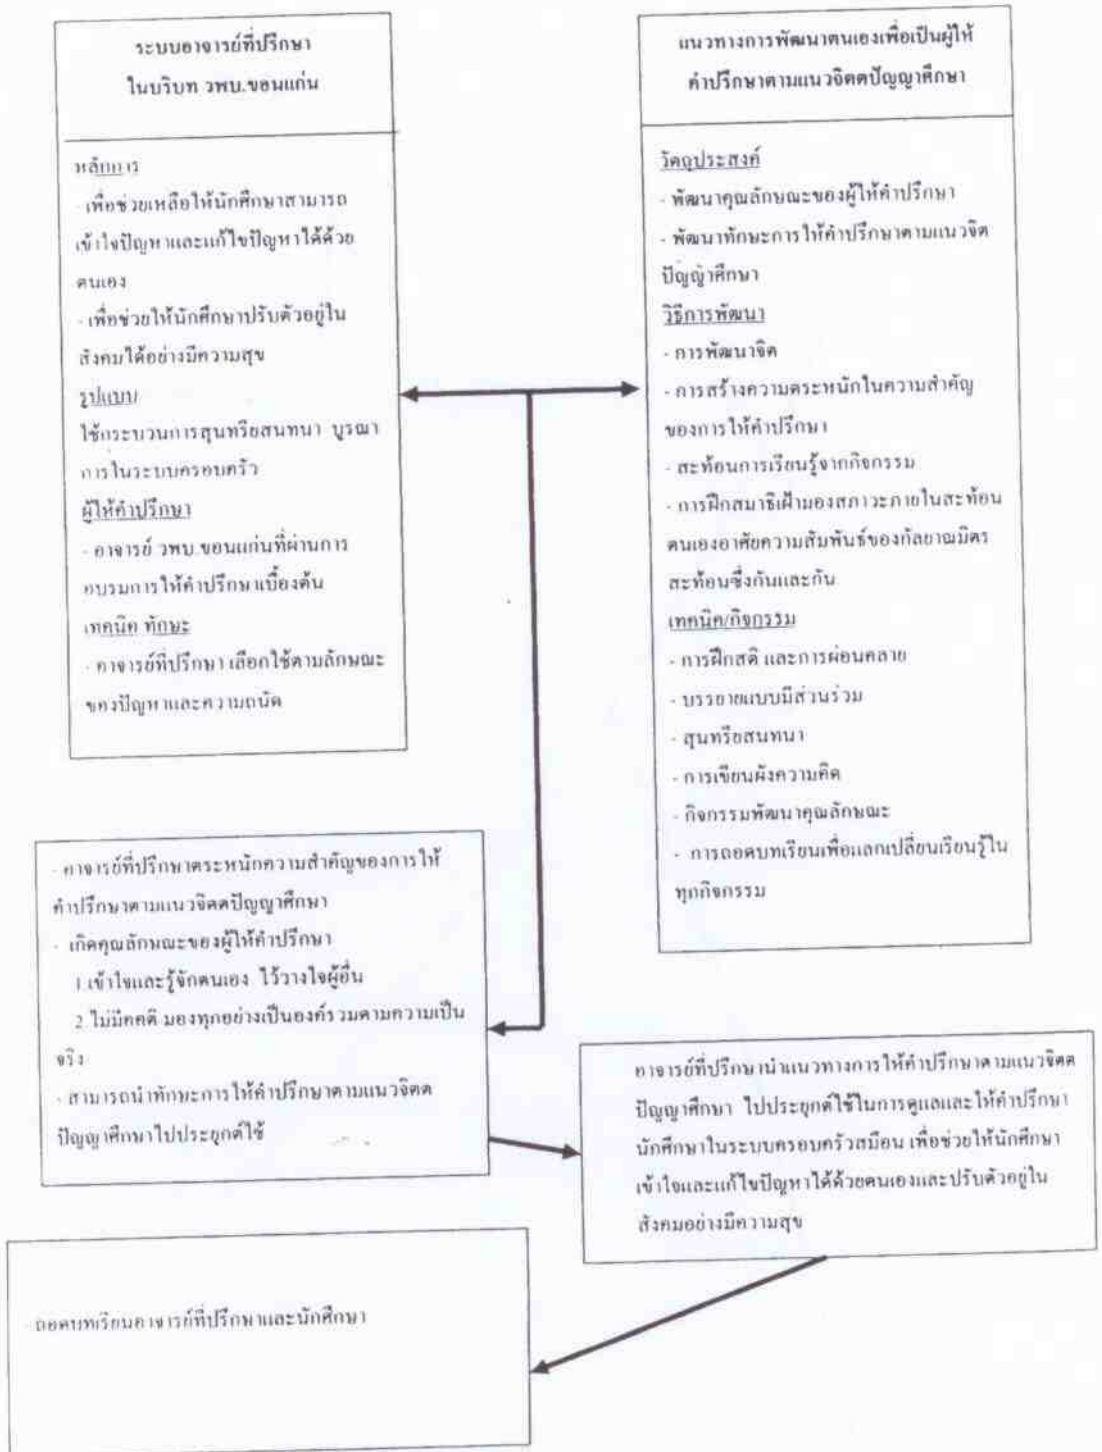 ระบบอาจารย์ที่ปรึกษา
ในบริบท วพบ.ขอนแก่น
หลักการ
- เพื่อช่วยเหลือให้นักศึกษาสามารถ
เข้าใจปัญหาและแก้ไขปัญหาได้ด้วย
ตนเอง
- เพื่อช่วยให้นักศึกษาปรับตัวอยู่ใน
สังคมได้อย่างมีความสุข
รูปแบบ
ใช้กระบวนการสุนทรียสนทนา บูรณา
การในระบบครอบครัว
ผู้ให้คำปรึกษา
- อาจารย์ วพบ.ขอนแก่นที่ผ่านการ
อบรมการให้คำปรึกษาเบื้องต้น
เทคนิค ทักษะ
- อาจารย์ที่ปรึกษา เลือกใช้ตามลักษณะ
ของปัญหาและความถนัด
แนวทางการพัฒนาตนเองเพื่อเป็นผู้ให้
คำปรึกษาตามแนวจิตตปัญญาศึกษา
วัตถุประสงค์
- พัฒนาคุณลักษณะของผู้ให้คำปรึกษา
- พัฒนาทักษะการให้คำปรึกษาตามแนวจิต
ปัญญาศึกษา
วิธีการพัฒนา
- การพัฒนาจิต
- การสร้างความตระหนักในความสำคัญ
ของการให้คำปรึกษา
- สะท้อนการเรียนรู้จากกิจกรรม
- การฝึกสมาธิเฝ้ามองสภาวะภายในสะท้อน
ตนเองอาศัยความสัมพันธ์ของกัลยาณมิตร
สะท้อนซึ่งกันและกัน
เทคนิค/กิจกรรม
- การฝึกสติ และการผ่อนคลาย
- บรรยายแบบมีส่วนร่วม
- สุนทรียสนทนา
- การเขียนผังความคิด
- กิจกรรมพัฒนาคุณลักษณะ
- การถอดบทเรียนเพื่อแลกเปลี่ยนเรียนรู้ใน
ทุกกิจกรรม
- อาจารย์ที่ปรึกษาตระหนักความสำคัญของการให้
คำปรึกษาตามแนวจิตตปัญญาศึกษา
- เกิดคุณลักษณะของผู้ให้คำปรึกษา
1.เข้าใจและรู้จักตนเอง ไว้วางใจผู้อื่น
2 ไม่มีอคติ มองทุกอย่างเป็นองค์รวมตามความเป็น
จริง
- สามารถนำทักษะการให้คำปรึกษาตามแนวจิตต
ปัญญาศึกษาไปประยุกต์ใช้
อาจารย์ที่ปรึกษานำแนวทางการให้คำปรึกษาตามแนวจิตต
ปัญญาศึกษา ไปประยุกต์ใช้ในการดูแลและให้คำปรึกษา
นักศึกษาในระบบครอบครัวสมือน เพื่อช่วยให้นักศึกษา
เข้าใจและแก้ไขปัญหาได้ด้วยตนเองและปรับตัวอยู่ใน
สังคมอย่างมีความสุข
- ถอดบทเรียนอาจารย์ที่ปรึกษาและนักศึกษา